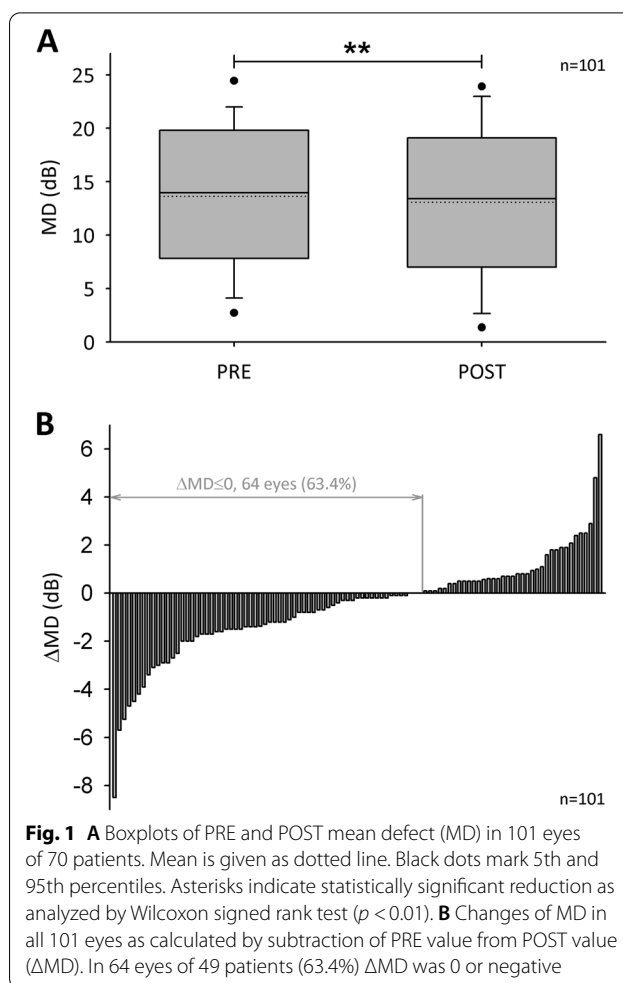 A
**
n=101
25
20
15
10
5
0
MD (dB)
PRE
POST
B
6
4
2
0
-2
-4
-6
-8
ΔMD (dB)
ΔMD≤0, 64 eyes (63.4%)
n=101
Fig. 1 A Boxplots of PRE and POST mean defect (MD) in 101 eyes
of 70 patients. Mean is given as dotted line. Black dots mark 5th and
95th percentiles. Asterisks indicate statistically significant reduction as
analyzed by Wilcoxon signed rank test (p < 0.01). B Changes of MD in
all 101 eyes as calculated by subtraction of PRE value from POST value
(ΔMD). In 64 eyes of 49 patients (63.4%) ΔMD was 0 or negative